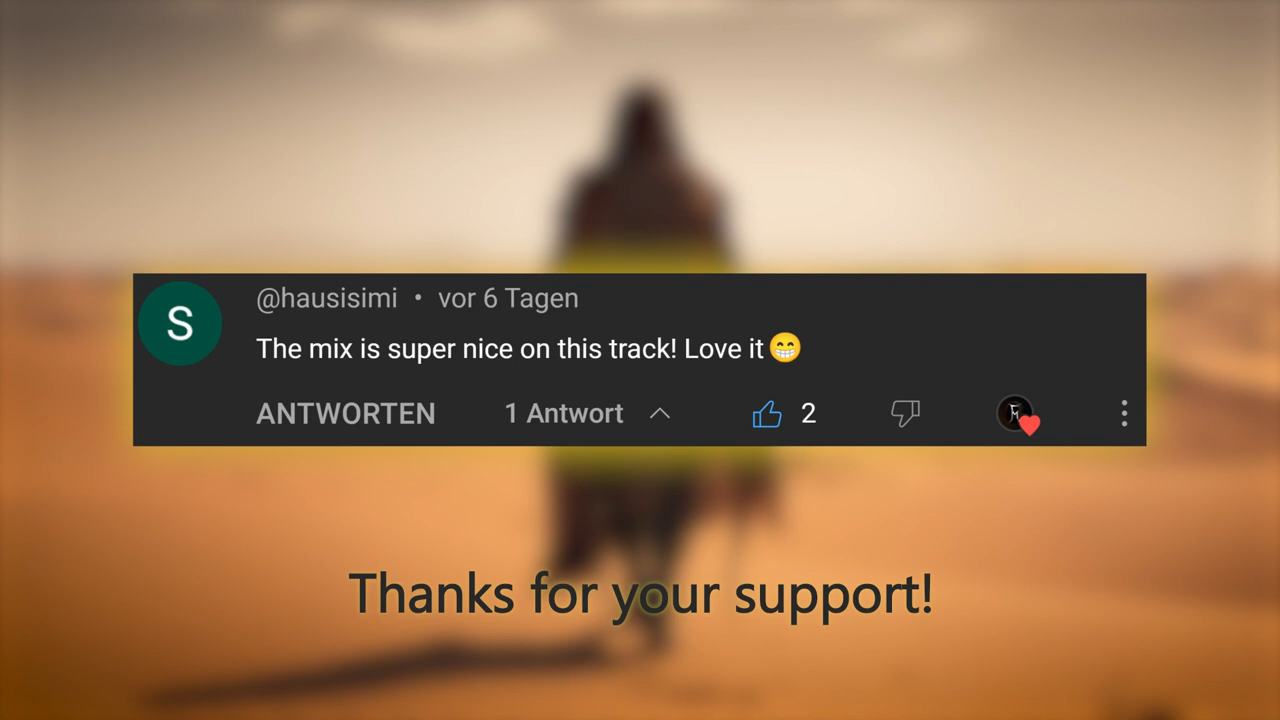 S
@hausisimi • vor 6 Tagen
The mix is super nice on this track! Love it😁
ANTWORTEN 1 Antwort 2
Thanks for your support!